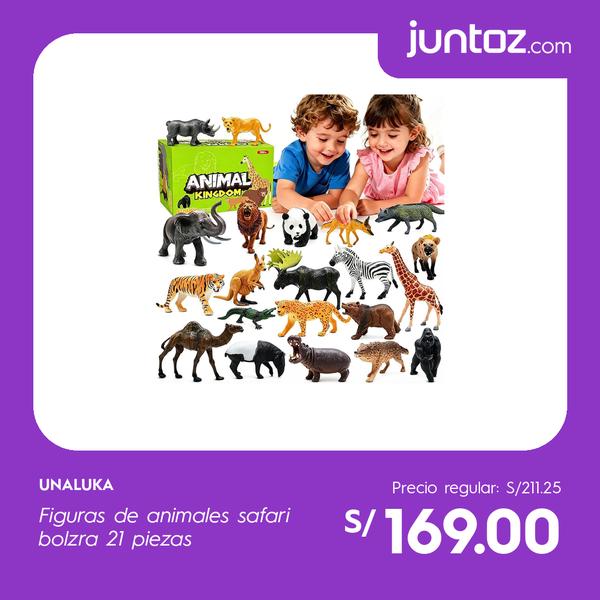 juntoz.com
ANIMAL
KINGDOM
UNALUKA
Figuras de animales safari
bolzra 21 piezas
Precio regular: S/211.25
S/169.00